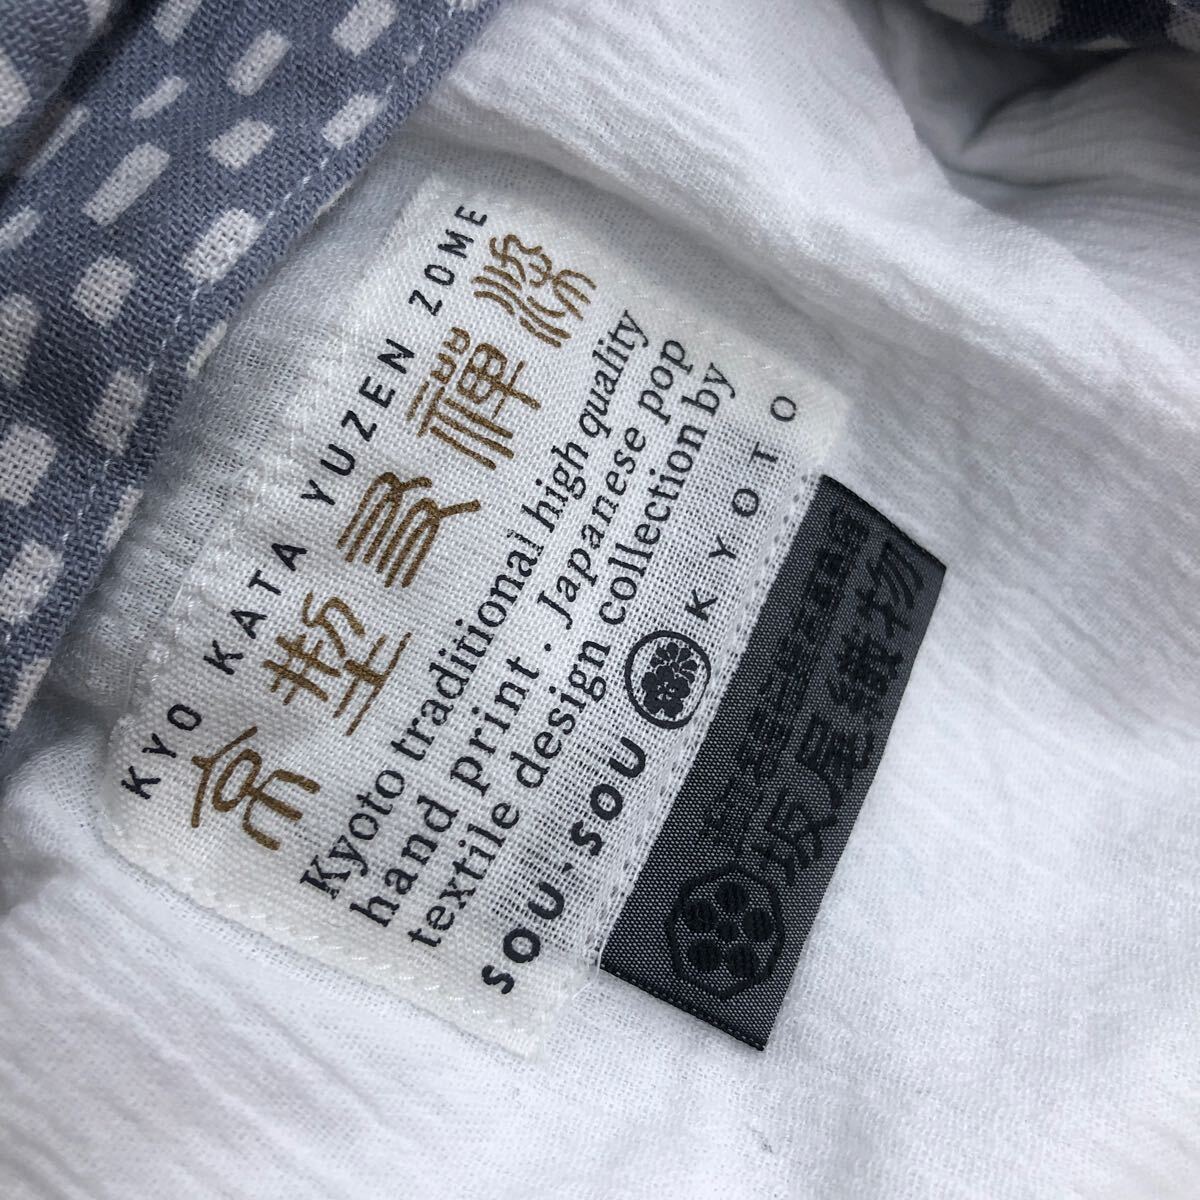 KYO KATA YUZEN ZOME
京型友禅染
Kyoto traditional high quality
hand print . Japanese pop
textile design collection by
SOU・SOU KYOTO
坂尾織物